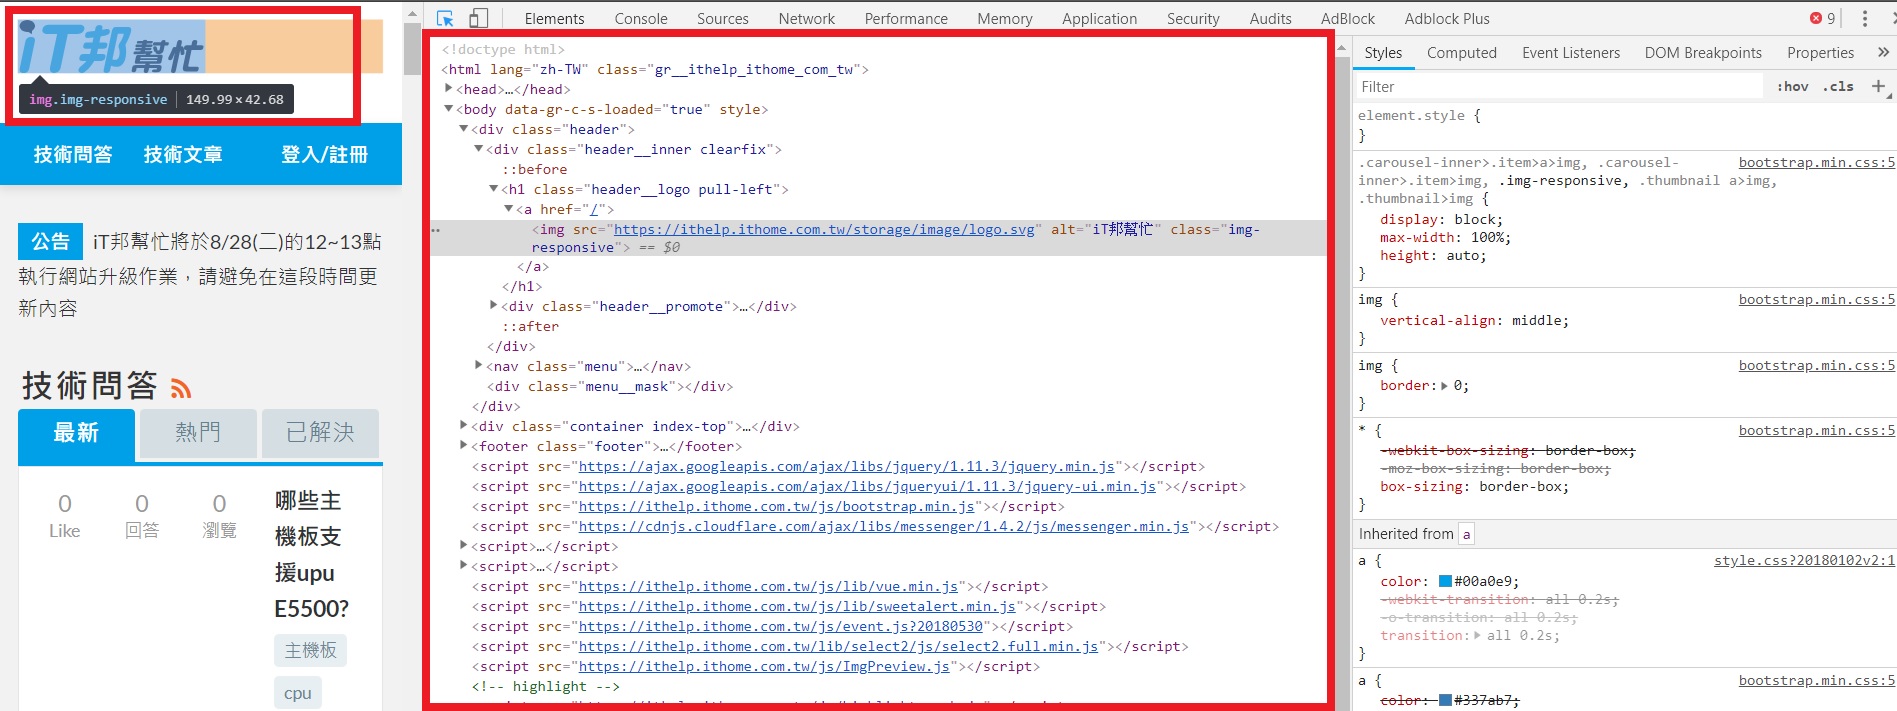 iT邦幫忙
img.img-responsive | 149.99 × 42.68
技術問答 技術文章 登入/註冊
公告 iT邦幫忙將於8/28(二)的12~13點
執行網站升級作業，請避免在這段時間更
新內容
技術問答
最新 熱門 已解決
0 0 0
Like 回答 瀏覽
哪些主
機板支
援upu
E5500?
主機板
cpu
Elements Console Sources Network Performance Memory Application Security Audits AdBlock Adblock Plus 9
<!doctype html>
<html lang="zh-TW" class="gr__ithelp_ithome_com_tw">
<head>…</head>
<body data-gr-c-s-loaded="true" style>
<div class="header">
<div class="header__inner clearfix">
::before
<h1 class="header__logo pull-left">
<a href="/">
<img src="https://ithelp.ithome.com.tw/storage/image/logo.svg" alt="iT邦幫忙" class="img-
responsive"> == $0
</a>
</h1>
<div class="header__promote">…</div>
::after
</div>
<nav class="menu">…</nav>
<div class="menu__mask"></div>
</div>
<div class="container index-top">…</div>
<footer class="footer">…</footer>
<script src="https://ajax.googleapis.com/ajax/libs/jquery/1.11.3/jquery.min.js"></script>
<script src="https://ajax.googleapis.com/ajax/libs/jqueryui/1.11.3/jquery-ui.min.js"></script>
<script src="https://ithelp.ithome.com.tw/js/bootstrap.min.js"></script>
<script src="https://cdnjs.cloudflare.com/ajax/libs/messenger/1.4.2/js/messenger.min.js"></script>
<script>…</script>
<script>…</script>
<script src="https://ithelp.ithome.com.tw/js/lib/vue.min.js"></script>
<script src="https://ithelp.ithome.com.tw/js/lib/sweetalert.min.js"></script>
<script src="https://ithelp.ithome.com.tw/js/event.js?20180530"></script>
<script src="https://ithelp.ithome.com.tw/lib/select2/js/select2.full.min.js"></script>
<script src="https://ithelp.ithome.com.tw/js/ImgPreview.js"></script>
<!-- highlight -->
Styles Computed Event Listeners DOM Breakpoints Properties »
Filter :hov .cls +
element.style {
}
.carousel-inner>.item>a>img, .carousel- bootstrap.min.css:5
inner>.item>img, .img-responsive, .thumbnail a>img,
.thumbnail>img {
display: block;
max-width: 100%;
height: auto;
}
img { bootstrap.min.css:5
vertical-align: middle;
}
img { bootstrap.min.css:5
border: 0;
}
* { bootstrap.min.css:5
-webkit-box-sizing: border-box;
-moz-box-sizing: border-box;
box-sizing: border-box;
}
Inherited from a
a { style.css?20180102v2:1
color: #00a0e9;
-webkit-transition: all 0.2s;
-o-transition: all 0.2s;
transition: all 0.2s;
}
a { bootstrap.min.css:5
color: #337ab7;